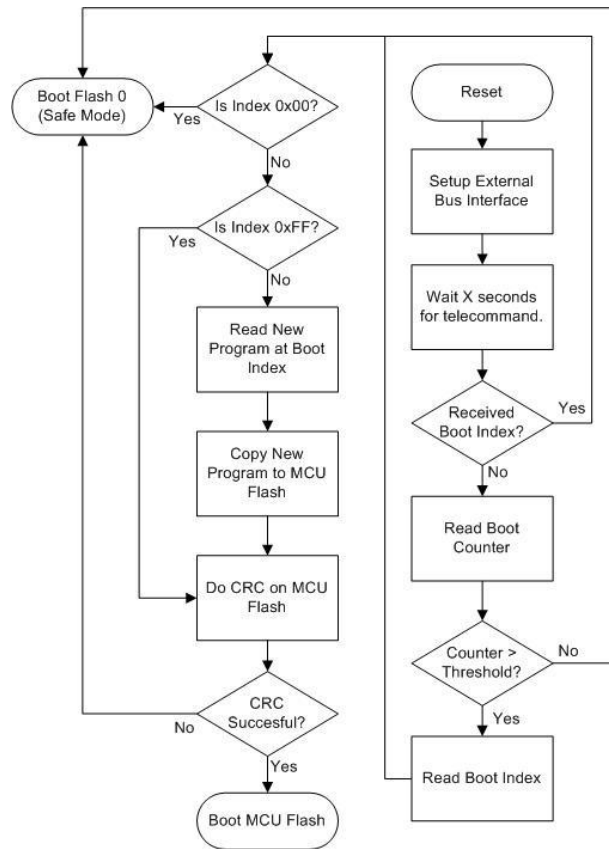 Boot Flash 0
(Safe Mode)
Yes
Is Index 0x00?
No
Is Index 0xFF?
Yes
No
Read New
Program at Boot
Index
Copy New
Program to MCU
Flash
Do CRC on MCU
Flash
CRC
Succesful?
No
Yes
Boot MCU Flash
Reset
Setup External
Bus Interface
Wait X seconds
for telecommand.
Received
Boot Index?
Yes
No
Read Boot
Counter
Counter >
Threshold?
No
Yes
Read Boot Index